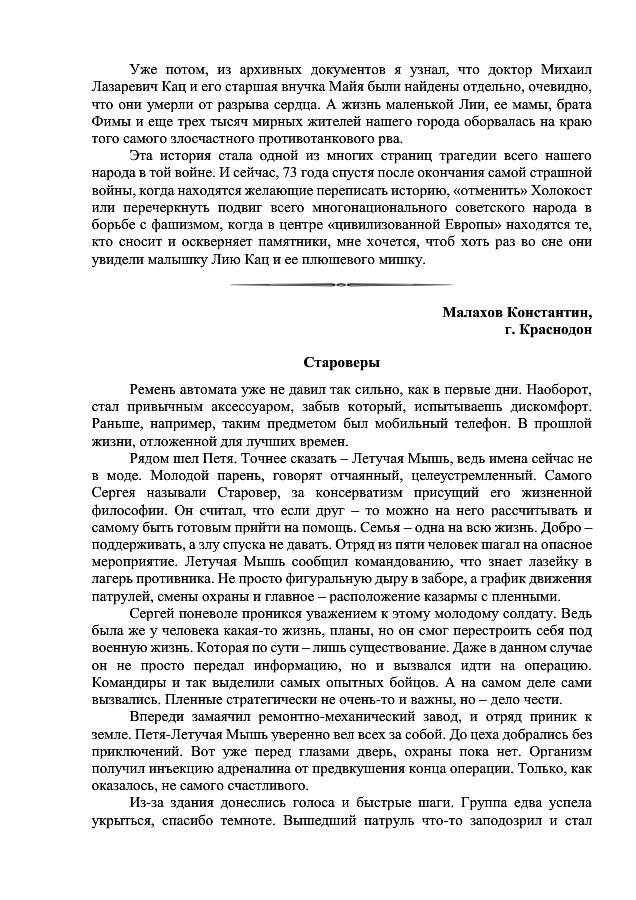 Уже потом, из архивных документов я узнал, что доктор Михаил
Лазаревич Кац и его старшая внучка Майя были найдены отдельно, очевидно,
что они умерли от разрыва сердца. А жизнь маленькой Лии, ее мамы, брата
Фимы и еще трех тысяч мирных жителей нашего города оборвалась на краю
того самого злосчастного противотанкового рва.
Эта история стала одной из многих страниц трагедии всего нашего
народа в той войне. И сейчас, 73 года спустя после окончания самой страшной
войны, когда находятся желающие переписать историю, «отменить» Холокост
или перечеркнуть подвиг всего многонационального советского народа в
борьбе с фашизмом, когда в центре «цивилизованной Европы» находятся те,
кто сносит и оскверняет памятники, мне хочется, чтоб хоть раз во сне они
увидели малышку Лию Кац и ее плюшевого мишку.
Малахов Константин,
г. Краснодон
Староверы
Ремень автомата уже не давил так сильно, как в первые дни. Наоборот,
стал привычным аксессуаром, забыв который, испытываешь дискомфорт.
Раньше, например, таким предметом был мобильный телефон. В прошлой
жизни, отложенной для лучших времен.
Рядом шел Петя. Точнее сказать – Летучая Мышь, ведь имена сейчас не
в моде. Молодой парень, говорят отчаянный, целеустремленный. Самого
Сергея называли Старовер, за консерватизм присущий его жизненной
философии. Он считал, что если друг – то можно на него рассчитывать и
самому быть готовым прийти на помощь. Семья – одна на всю жизнь. Добро –
поддерживать, а злу спуска не давать. Отряд из пяти человек шагал на опасное
мероприятие. Летучая Мышь сообщил командованию, что знает лазейку в
лагерь противника. Не просто фигуральную дыру в заборе, а график движения
патрулей, смены охраны и главное – расположение казармы с пленными.
Сергей поневоле проникся уважением к этому молодому солдату. Ведь
была же у человека какая-то жизнь, планы, но он смог перестроить себя под
военную жизнь. Которая по сути – лишь существование. Даже в данном случае
он не просто передал информацию, но и вызвался идти на операцию.
Командиры и так выделили самых опытных бойцов. А на самом деле сами
вызвались. Пленные стратегически не очень-то и важны, но – дело чести.
Впереди замаячил ремонтно-механический завод, и отряд приник к
земле. Петя-Летучая Мышь уверенно вел всех за собой. До цеха добрались без
приключений. Вот уже перед глазами дверь, охраны пока нет. Организм
получил инъекцию адреналина от предвкушения конца операции. Только, как
оказалось, не самого счастливого.
Из-за здания донеслись голоса и быстрые шаги. Группа едва успела
укрыться, спасибо темноте. Вышедший патруль что-то заподозрил и стал